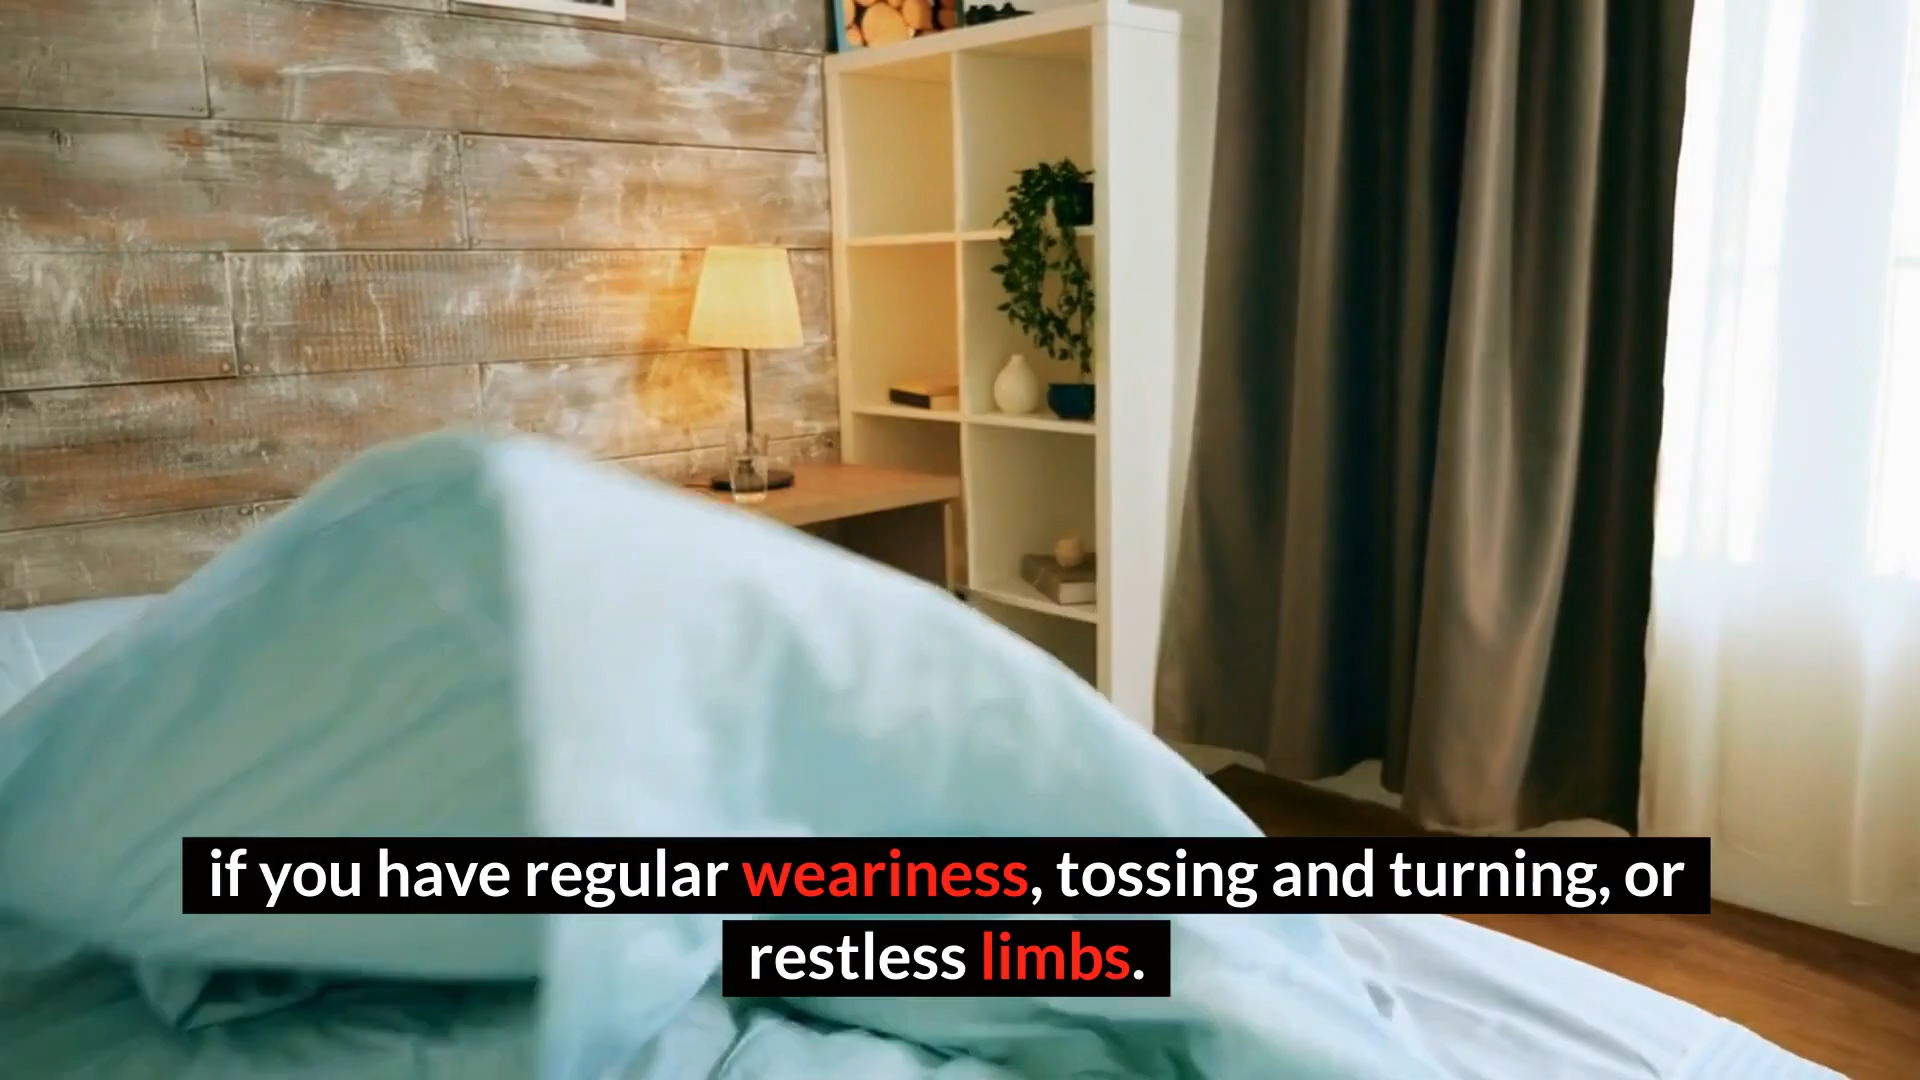 if you have regular weariness, tossing and turning, or
restless limbs.